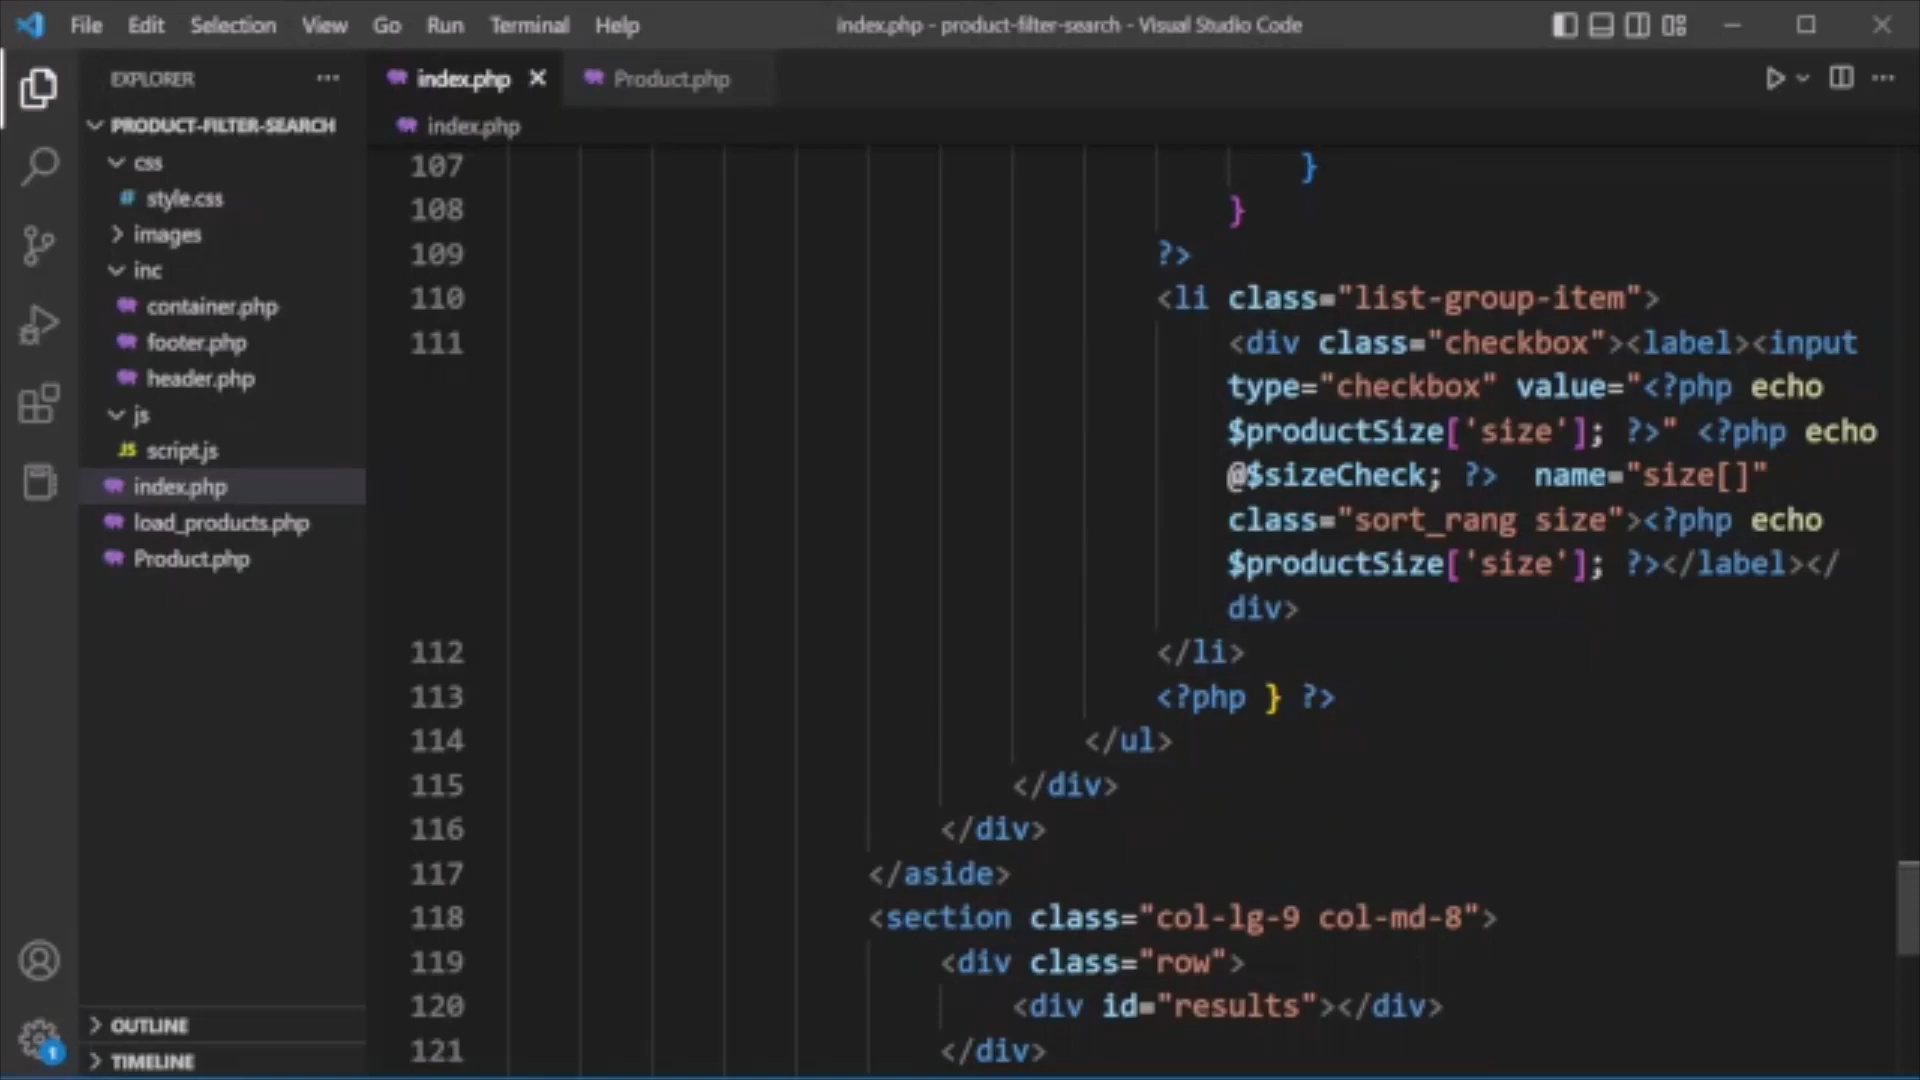 File Edit Selection View Go Run Terminal Help index.php - product-filter-search - Visual Studio Code
EXPLORER
PRODUCT-FILTER-SEARCH
css
# style.css
images
inc
container.php
footer.php
header.php
js
JS script.js
index.php
load_products.php
Product.php
OUTLINE
TIMELINE
1
index.php Product.php
index.php
107 }
108 }
109 ?>
110 <li class="list-group-item">
111 <div class="checkbox"><label><input
type="checkbox" value="<?php echo
$productSize['size']; ?>" <?php echo
@$sizeCheck; ?>  name="size[]"
class="sort_rang size"><?php echo
$productSize['size']; ?></label></
div>
112 </li>
113 <?php } ?>
114 </ul>
115 </div>
116 </div>
117 </aside>
118 <section class="col-lg-9 col-md-8">
119 <div class="row">
120 <div id="results"></div>
121 </div>